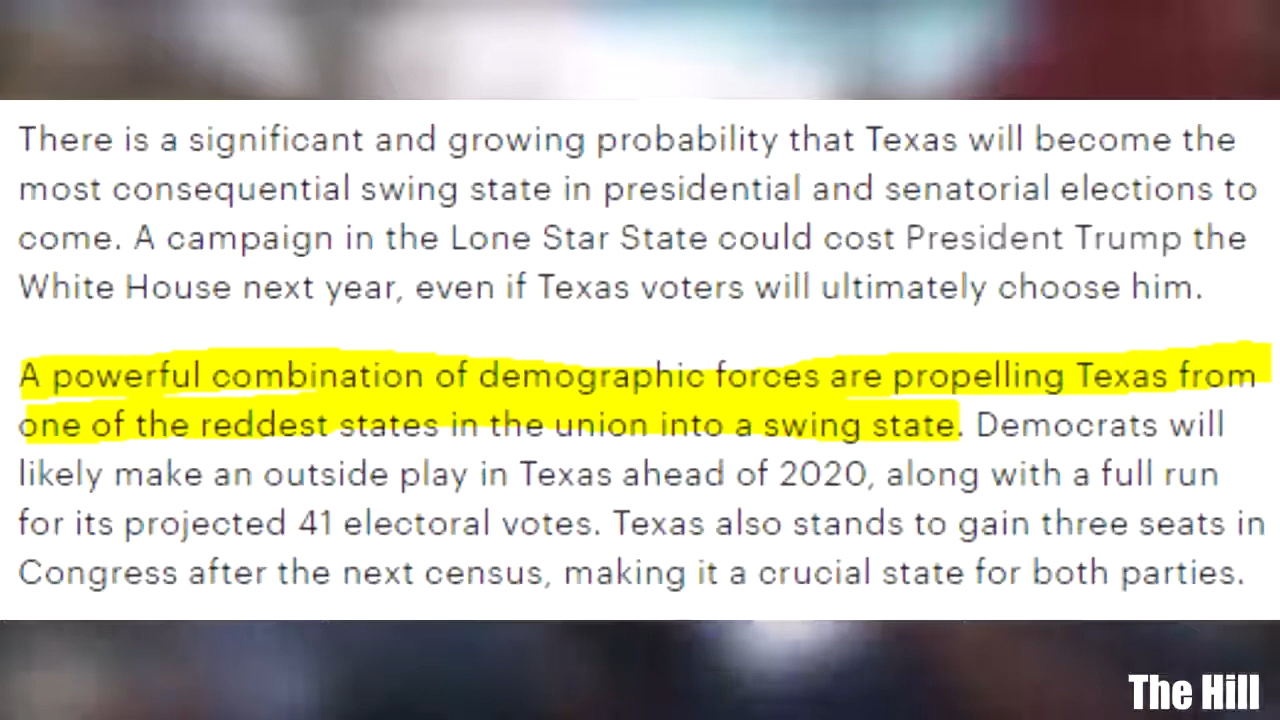 There is a significant and growing probability that Texas will become the
most consequential swing state in presidential and senatorial elections to
come. A campaign in the Lone Star State could cost President Trump the
White House next year, even if Texas voters will ultimately choose him.
A powerful combination of demographic forces are propelling Texas from
one of the reddest states in the union into a swing state. Democrats will
likely make an outside play in Texas ahead of 2020, along with a full run
for its projected 41 electoral votes. Texas also stands to gain three seats in
Congress after the next census, making it a crucial state for both parties.
The Hill